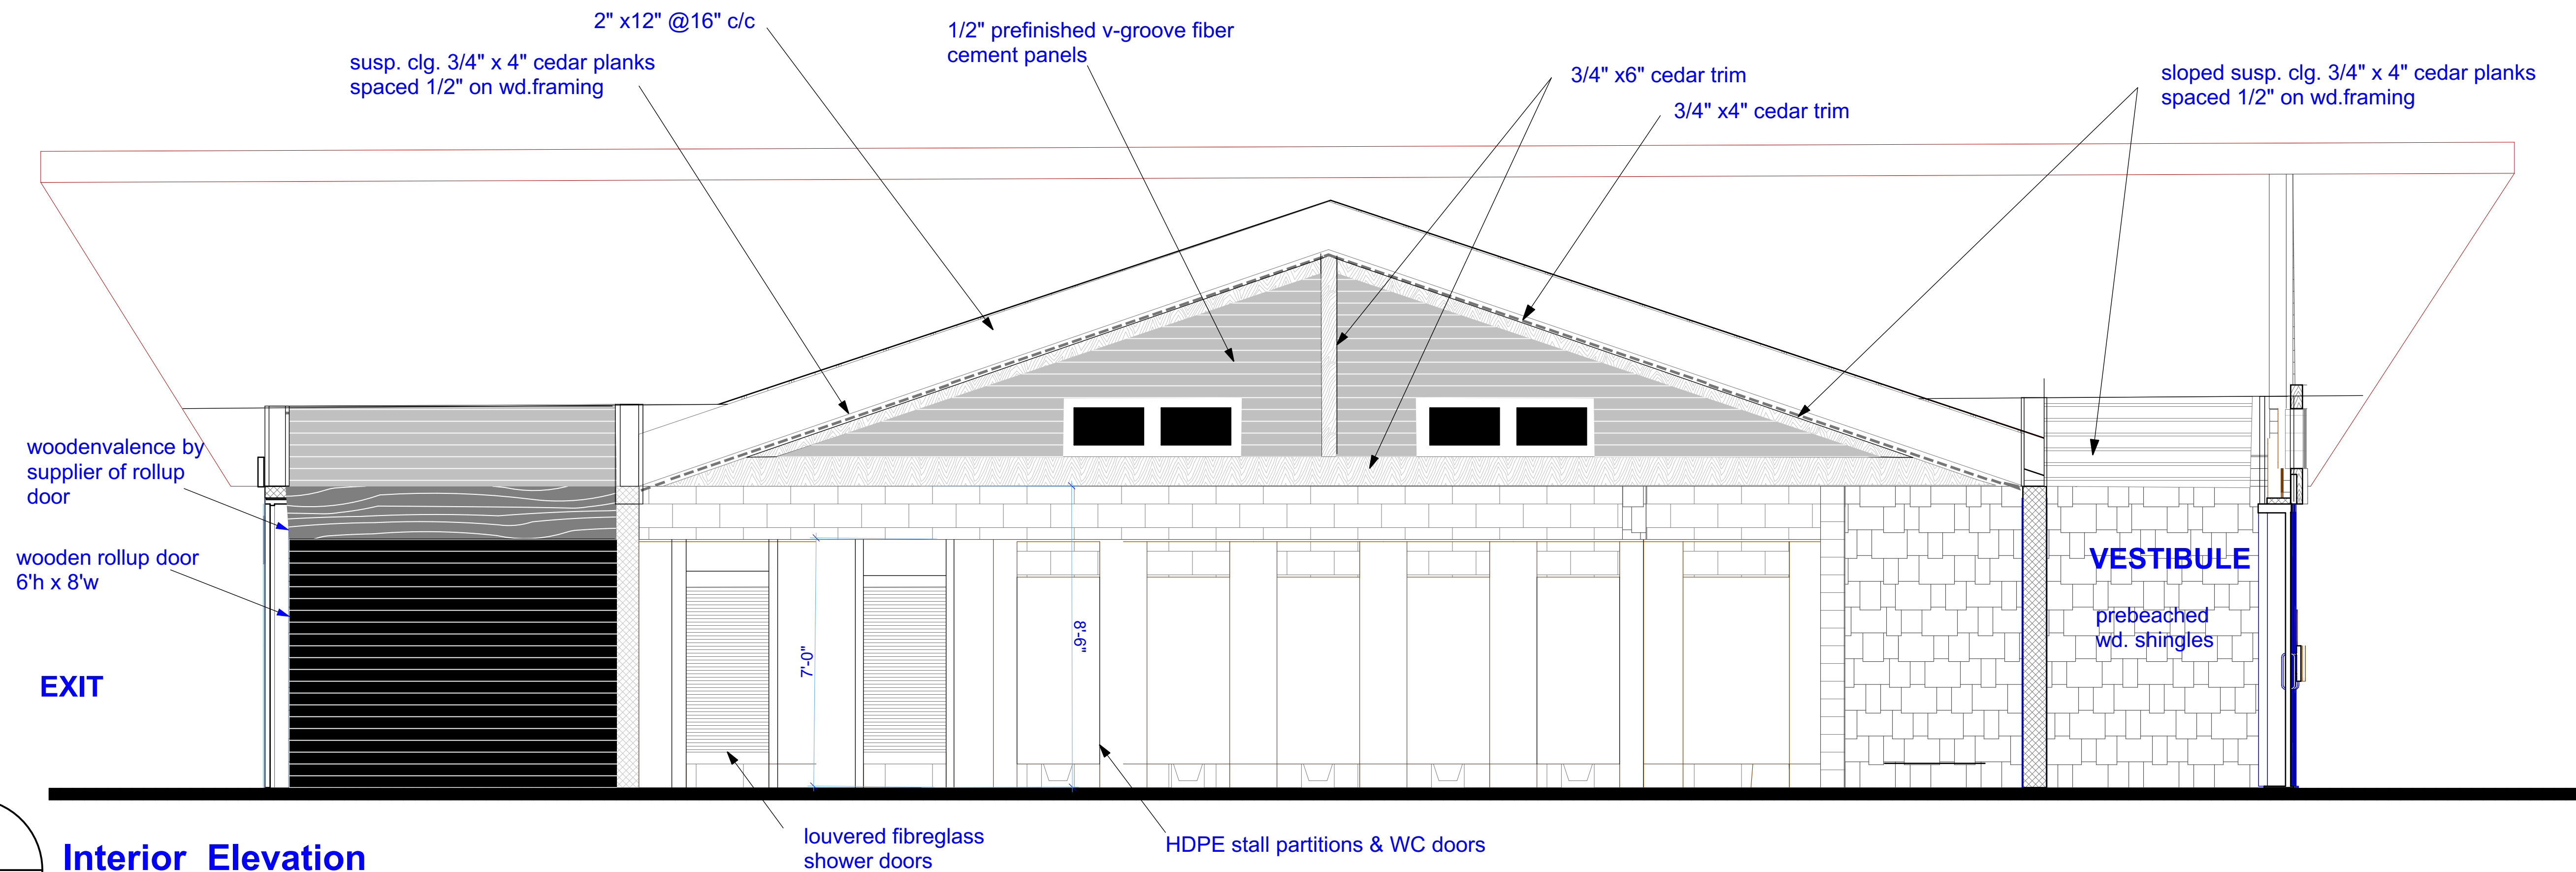 2" x12" @16" c/c
1/2" prefinished v-groove fiber
cement panels
susp. clg. 3/4" x 4" cedar planks
spaced 1/2" on wd.framing
3/4" x6" cedar trim
3/4" x4" cedar trim
sloped susp. clg. 3/4" x 4" cedar planks
spaced 1/2" on wd.framing
woodenvalence by
supplier of rollup
door
wooden rollup door
6'h x 8'w
EXIT
7'-0"
8'-6"
VESTIBULE
prebeached
wd. shingles
louvered fibreglass
shower doors
HDPE stall partitions & WC doors
Interior Elevation